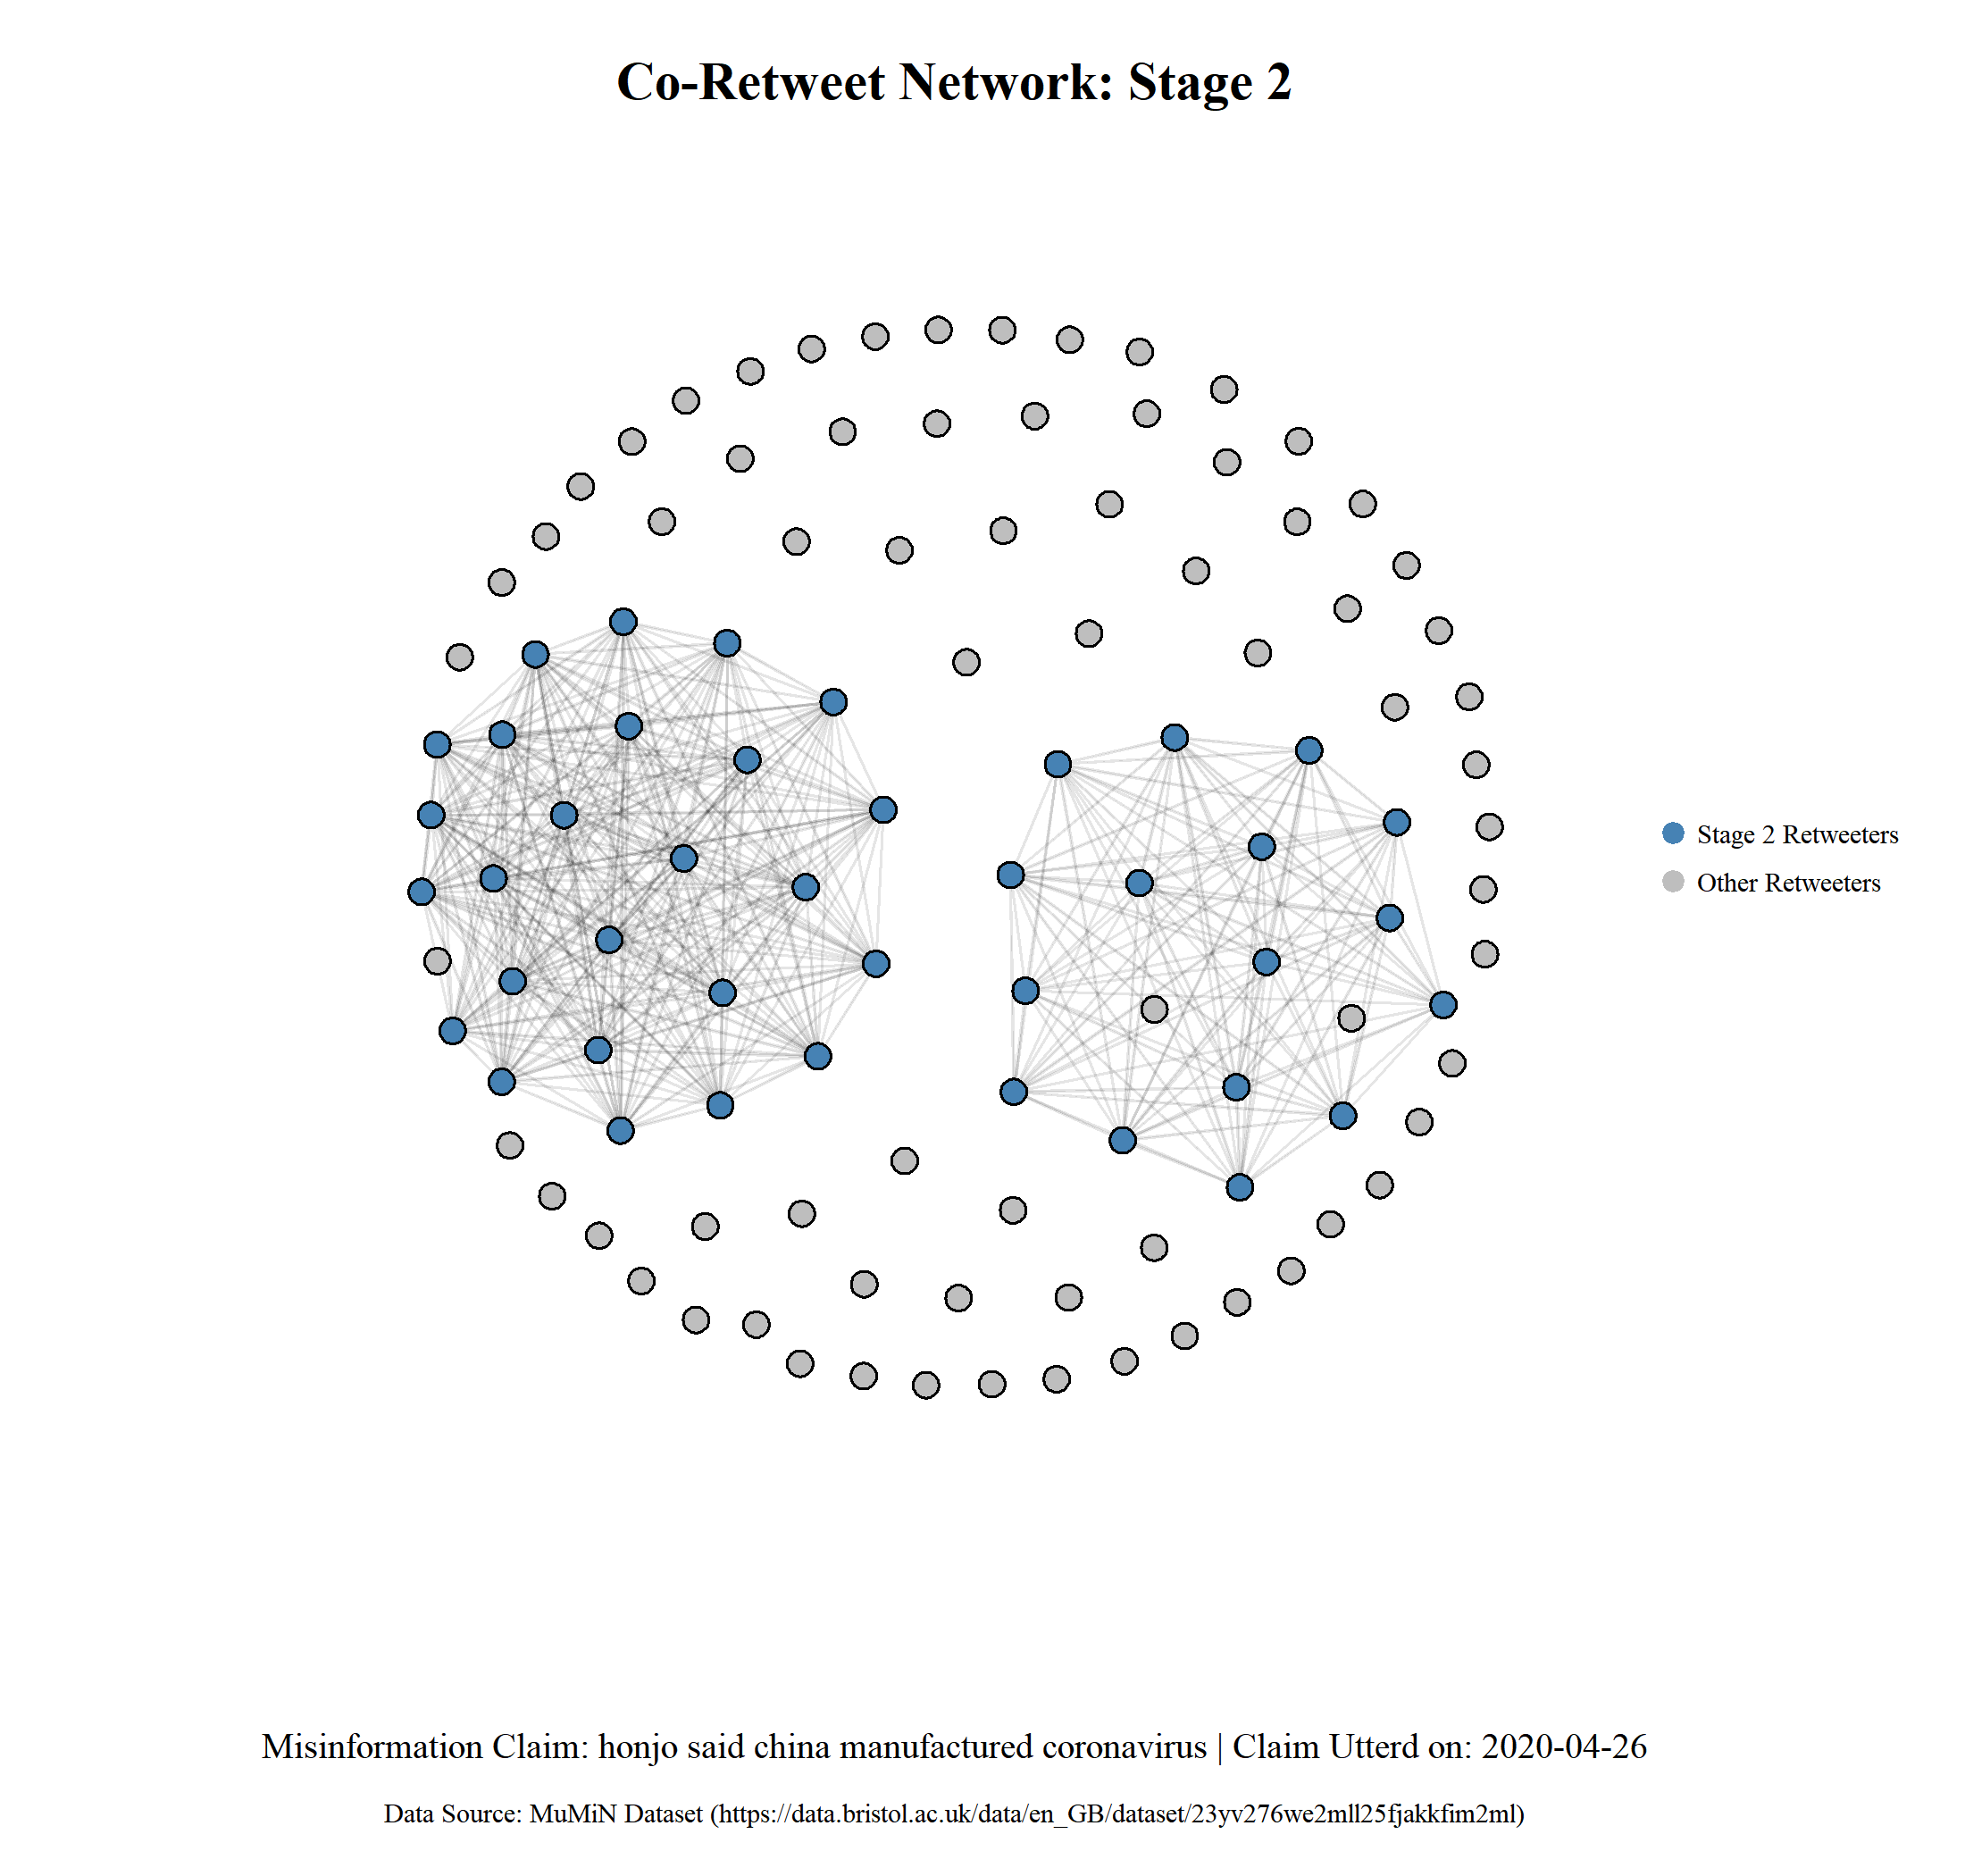 Co-Retweet Network: Stage 2
Stage 2 Retweeters
Other Retweeters
Misinformation Claim: honjo said china manufactured coronavirus | Claim Utterd on: 2020-04-26
Data Source: MuMiN Dataset (https://data.bristol.ac.uk/data/en_GB/dataset/23yv276we2mll25fjakkfim2ml)